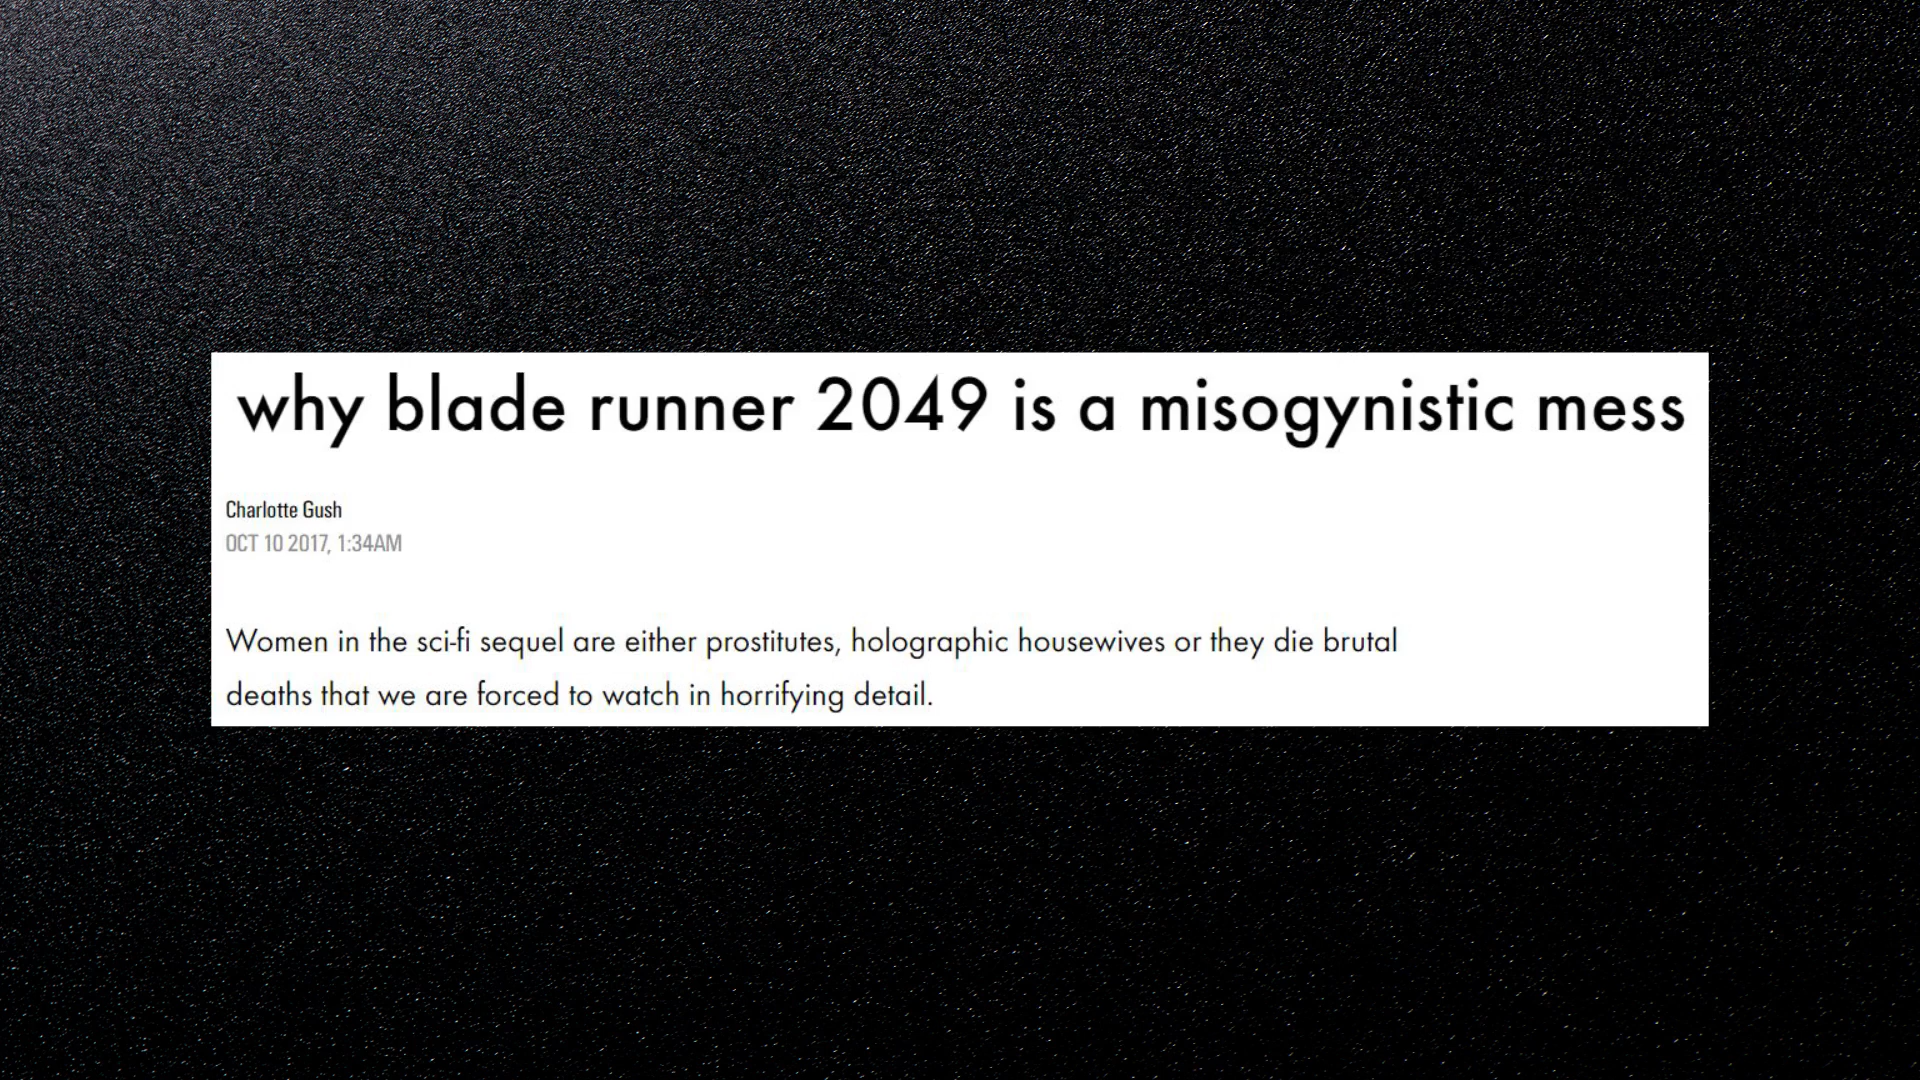 why blade runner 2049 is a misogynistic mess
Charlotte Gush
OCT 10 2017, 1:34AM
Women in the sci-fi sequel are either prostitutes, holographic housewives or they die brutal
deaths that we are forced to watch in horrifying detail.